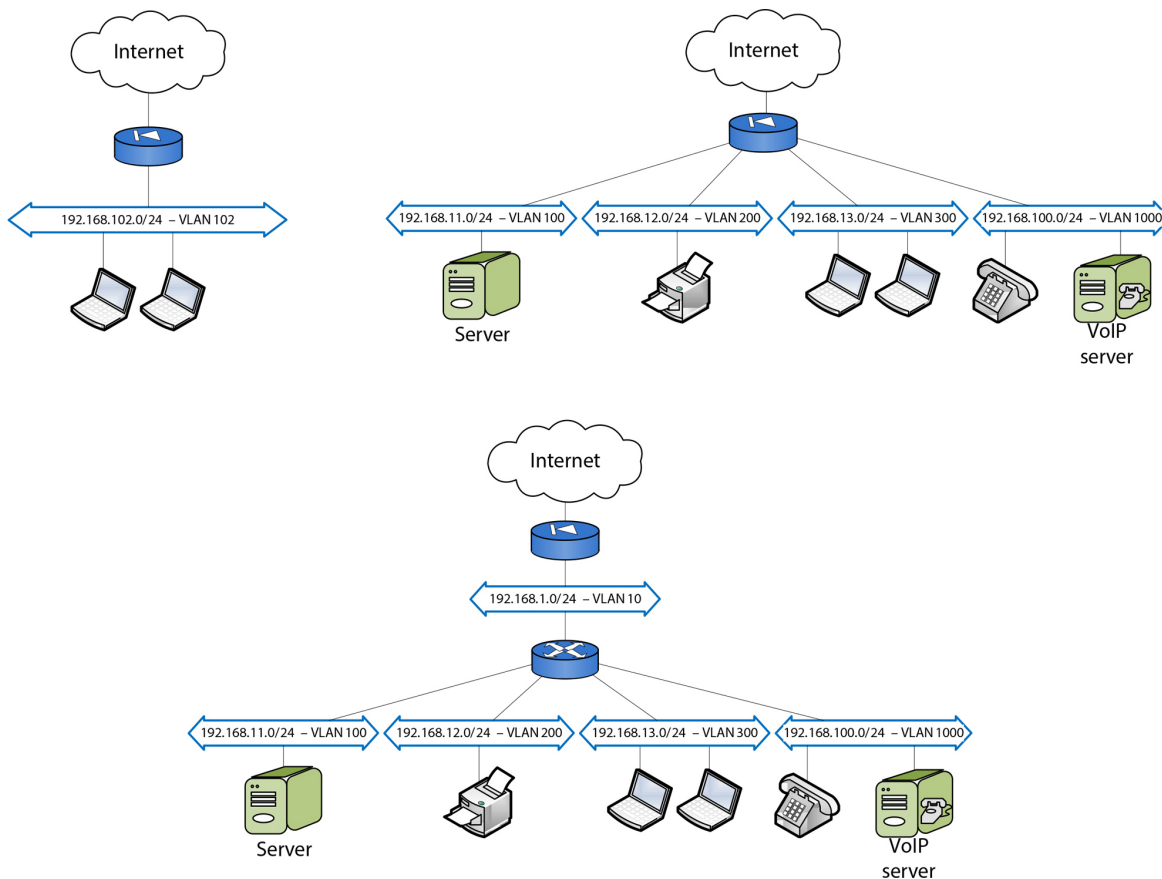 Internet
192.168.102.0/24 – VLAN 102
Internet
192.168.11.0/24 – VLAN 100
192.168.12.0/24 – VLAN 200
192.168.13.0/24 – VLAN 300
192.168.100.0/24 – VLAN 1000
Server
VoIP
server
Internet
192.168.1.0/24 – VLAN 10
192.168.11.0/24 – VLAN 100
192.168.12.0/24 – VLAN 200
192.168.13.0/24 – VLAN 300
192.168.100.0/24 – VLAN 1000
Server
VoIP
server